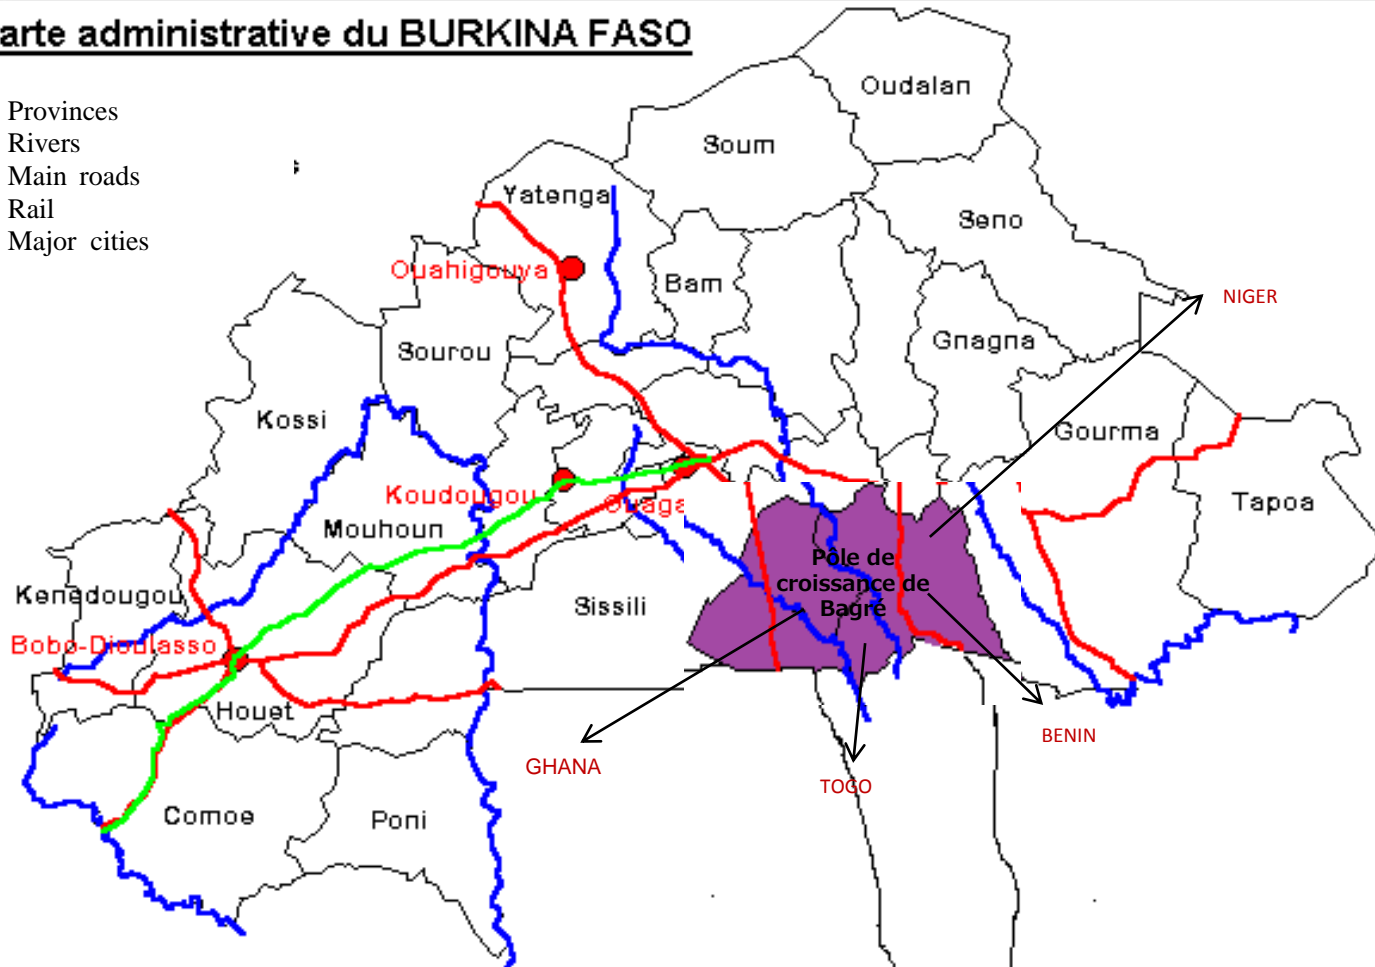 arte administrative du BURKINA FASO
Provinces
Rivers
Main roads
Rail
Major cities
Oudalan
Soum
Yatenga
Seno
Ouahigouya
Bam
NIGER
Sourou
Gnagna
Kossi
Gourma
Koudougou
Ouaga
Tapoa
Mouhoun
Pôle de
croissance de
Bagré
Kenedougou
Sissili
Bobo-Dioulasso
Houet
BENIN
GHANA
TOGO
Comoe
Poni